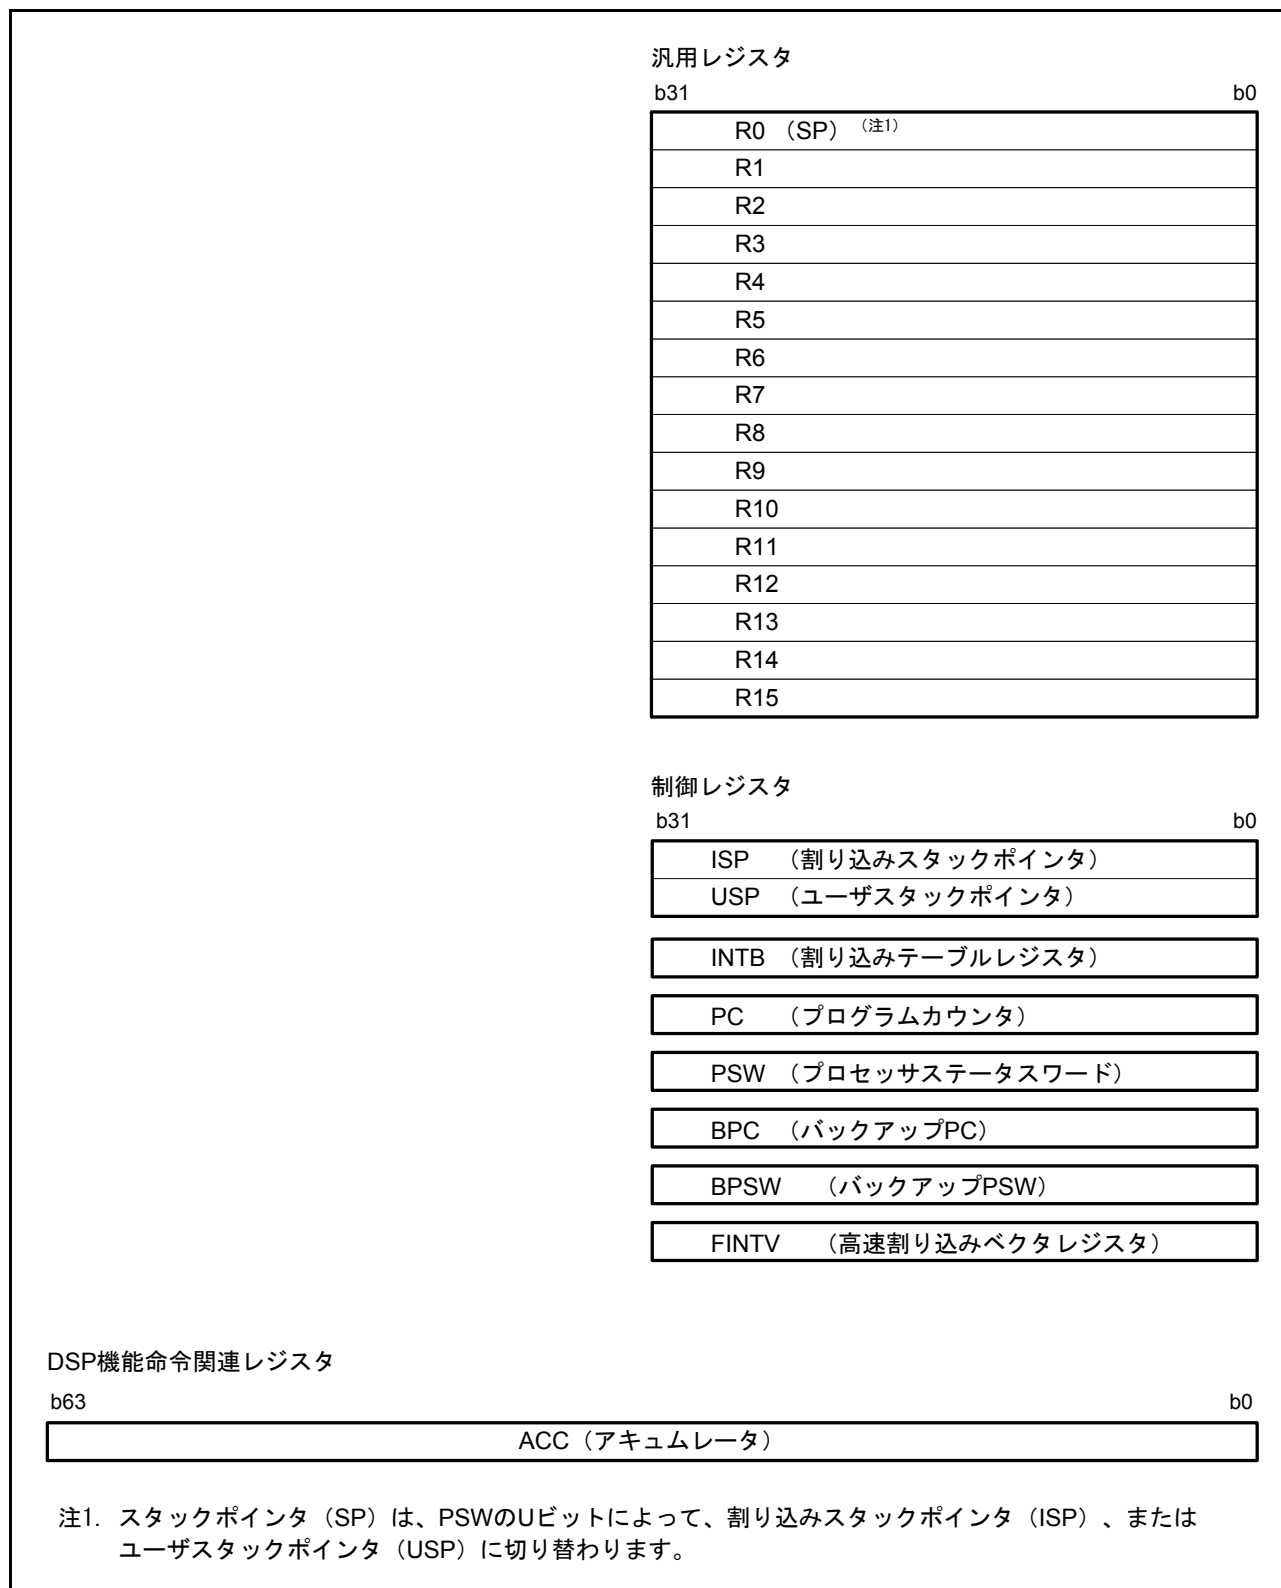 汎用レジスタ
b31 b0
R0 （SP） （注1）
R1
R2
R3
R4
R5
R6
R7
R8
R9
R10
R11
R12
R13
R14
R15
制御レジスタ
b31 b0
ISP （割り込みスタックポインタ）
USP （ユーザスタックポインタ）
INTB （割り込みテーブルレジスタ）
PC （プログラムカウンタ）
PSW （プロセッサステータスワード）
BPC （バックアップPC）
BPSW （バックアップPSW）
FINTV （高速割り込みベクタレジスタ）
DSP機能命令関連レジスタ
b63 b0
ACC（アキュムレータ）
注1. スタックポインタ（SP）は、PSWのUビットによって、割り込みスタックポインタ（ISP）、または
ユーザスタックポインタ（USP）に切り替わります。